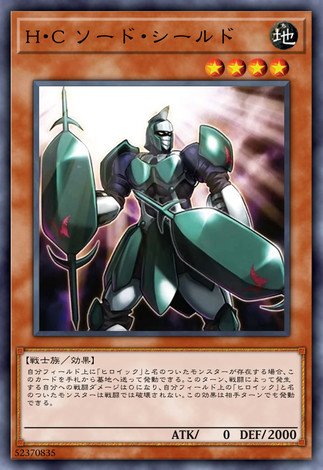 H・C ソード・シールド
地
【戦士族／効果】
自分フィールド上に「ヒロイック」と名のついたモンスターが存在する場合、こ
のカードを手札から墓地へ送って発動できる。このターン、戦闘によって発生
する自分への戦闘ダメージは０になり、自分フィールド上の「ヒロイック」と名
のついたモンスターは戦闘では破壊されない。この効果は相手ターンでも発動
できる。
ATK/ 0 DEF/2000
52370835